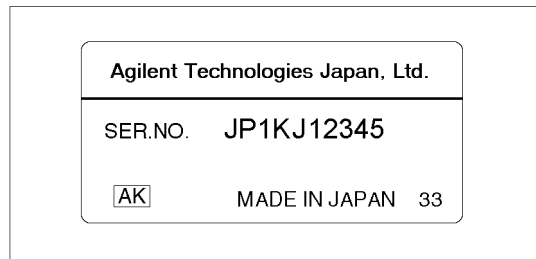 Agilent Technologies Japan, Ltd.
SER.NO. JP1KJ12345
AK MADE IN JAPAN 33